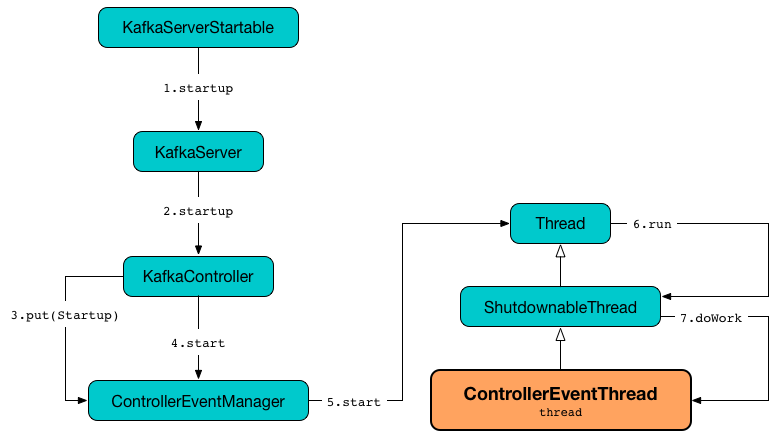 KafkaServerStartable
1.startup
KafkaServer
2.startup
KafkaController
3.put(Startup)
4.start
ControllerEventManager
5.start
Thread
6.run
ShutdownableThread
7.doWork
ControllerEventThread
thread